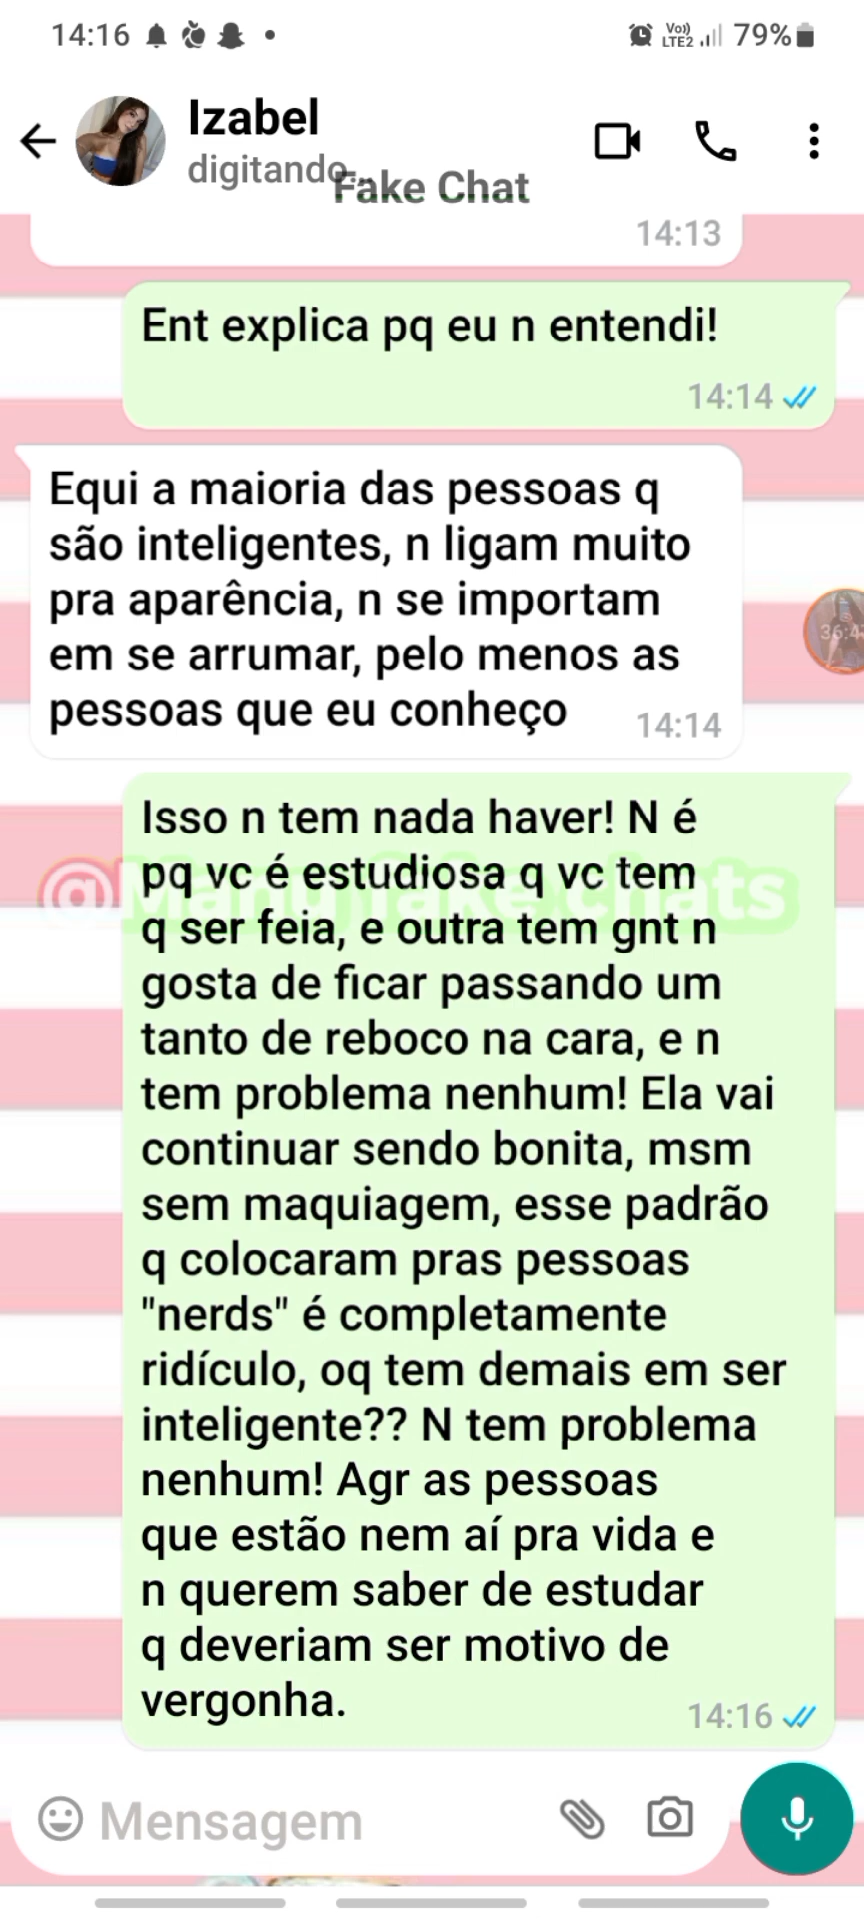 14:16
Vo))
LTE2
79%
Izabel
digitando...
Fake Chat
14:13
Ent explica pq eu n entendi!
14:14
Equi a maioria das pessoas q
são inteligentes, n ligam muito
pra aparência, n se importam
em se arrumar, pelo menos as
pessoas que eu conheço
14:14
Isso n tem nada haver! N é
pq vc é estudiosa q vc tem
@Manu fake chats
q ser feia, e outra tem gnt n
gosta de ficar passando um
tanto de reboco na cara, e n
tem problema nenhum! Ela vai
continuar sendo bonita, msm
sem maquiagem, esse padrão
q colocaram pras pessoas
"nerds" é completamente
ridículo, oq tem demais em ser
inteligente?? N tem problema
nenhum! Agr as pessoas
que estão nem aí pra vida e
n querem saber de estudar
q deveriam ser motivo de
vergonha.
14:16
Mensagem